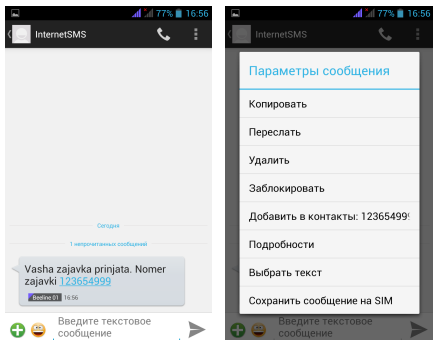 77% 16:56
InternetSMS
Сегодня
1 непрочитанных сообщений
Vasha zajavka prinjata. Nomer
zajavki 123654999
Beeline 01 16:56
Введите текстовое
сообщение
77% 16:56
InternetSMS
Параметры сообщения
Копировать
Переслать
Удалить
Заблокировать
Добавить в контакты: 123654999
Подробности
Выбрать текст
Сохранить сообщение на SIM
сообщение